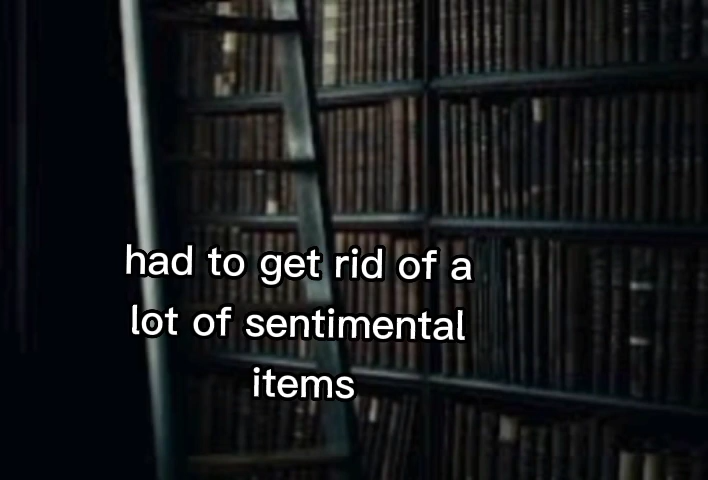 had to get rid of a
lot of sentimental
items